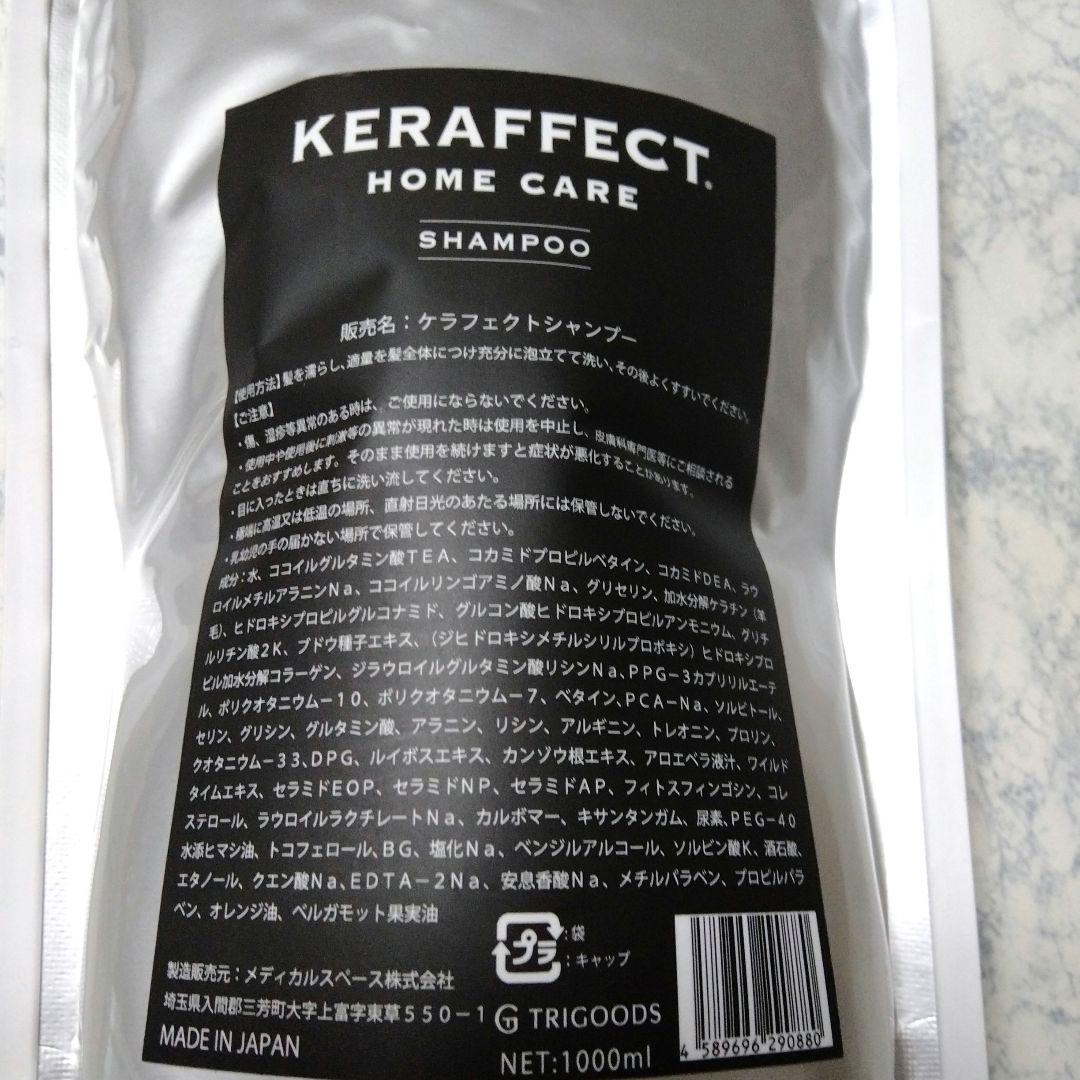 KERAFFECT®
HOME CARE
SHAMPOO
販売名：ケラフェクトシャンプー
【使用方法】髪を濡らし、適量を髪全体につけ充分に泡立てて洗い、その後よくすすいでください。
【ご注意】
・傷、湿疹等異常のある時は、ご使用にならないでください。
・使用中や使用後に刺激等の異常が現れた時は使用を中止し、皮膚科専門医等にご相談される
ことをおすすめします。そのまま使用を続けますと症状が悪化することがあります。
・目に入ったときは直ちに洗い流してください。
・極端に高温又は低温の場所、直射日光のあたる場所には保管しないでください。
・乳幼児の手の届かない場所で保管してください。
成分：水、ココイルグルタミン酸TEA、コカミドプロピルベタイン、コカミドDEA、ラウ
ロイルメチルアラニンNa、ココイルリンゴアミノ酸Na、グリセリン、加水分解ケラチン（羊
毛）、ヒドロキシプロピルグルコナミド、グルコン酸ヒドロキシプロピルアンモニウム、グリチ
ルリチン酸2K、ブドウ種子エキス、（ジヒドロキシメチルシリルプロポキシ）ヒドロキシプロ
ピル加水分解コラーゲン、ジラウロイルグルタミン酸リシンNa、PPG－3カプリリルエーテ
ル、ポリクオタニウム－10、ポリクオタニウム－7、ベタイン、PCA－Na、ソルビトール、
セリン、グリシン、グルタミン酸、アラニン、リシン、アルギニン、トレオニン、プロリン、
クオタニウム－33、DPG、ルイボスエキス、カンゾウ根エキス、アロエベラ液汁、ワイルド
タイムエキス、セラミドEOP、セラミドNP、セラミドAP、フィトスフィンゴシン、コレ
ステロール、ラウロイルラクチレートNa、カルボマー、キサンタンガム、尿素、PEG－40
水添ヒマシ油、トコフェロール、BG、塩化Na、ベンジルアルコール、ソルビン酸K、酒石酸、
エタノール、クエン酸Na、EDTA－2Na、安息香酸Na、メチルパラベン、プロピルパラ
ベン、オレンジ油、ベルガモット果実油
プラ
：袋
：キャップ
製造販売元：メディカルスペース株式会社
埼玉県入間郡三芳町大字上富字東草550－1
MADE IN JAPAN
TRIGOODS
NET:1000ml
4 589696 290880